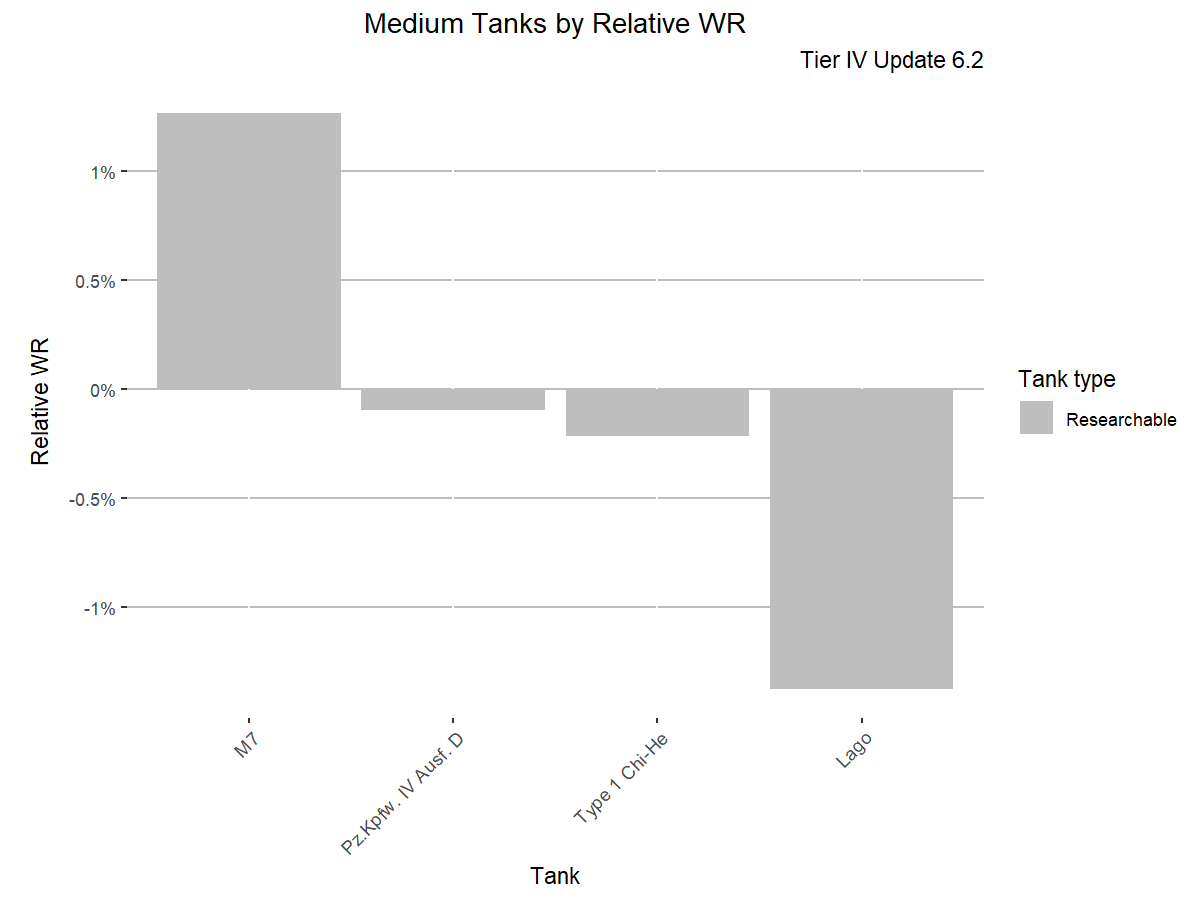 Medium Tanks by Relative WR
Tier IV Update 6.2
1%
0.5%
0%
-0.5%
-1%
Relative WR
M7
Pz.Kpfw. IV Ausf. D
Type 1 Chi-He
Lago
Tank
Tank type
Researchable